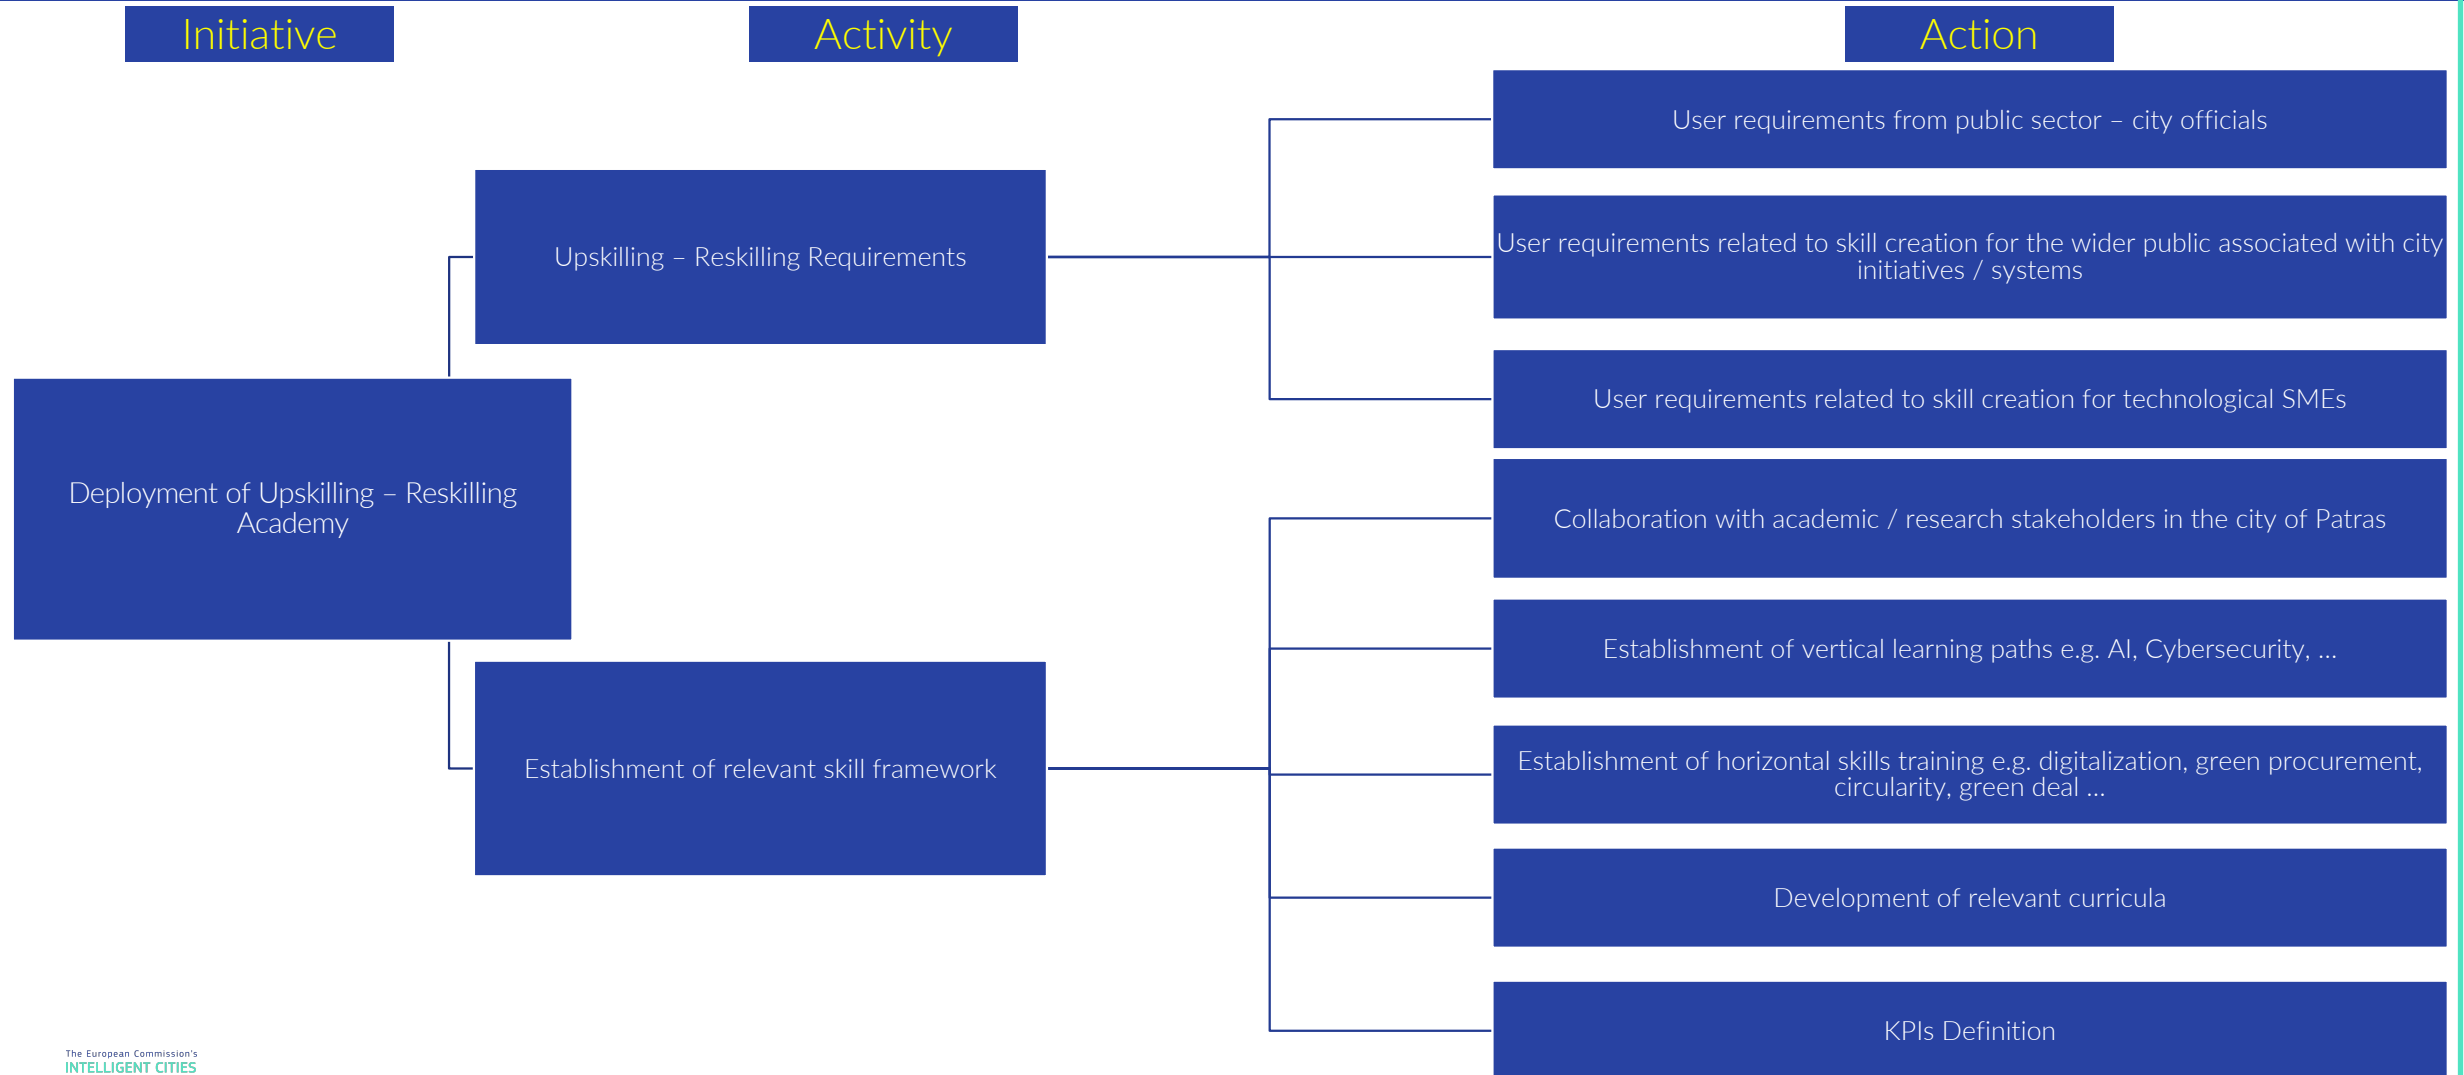 Initiative
Activity
Action
User requirements from public sector – city officials
Upskilling – Reskilling Requirements
User requirements related to skill creation for the wider public associated with city
initiatives / systems
User requirements related to skill creation for technological SMEs
Deployment of Upskilling – Reskilling
Academy
Collaboration with academic / research stakeholders in the city of Patras
Establishment of vertical learning paths e.g. AI, Cybersecurity, ...
Establishment of relevant skill framework
Establishment of horizontal skills training e.g. digitalization, green procurement,
circularity, green deal ...
Development of relevant curricula
KPIs Definition
The European Commission's
INTELLIGENT CITIES